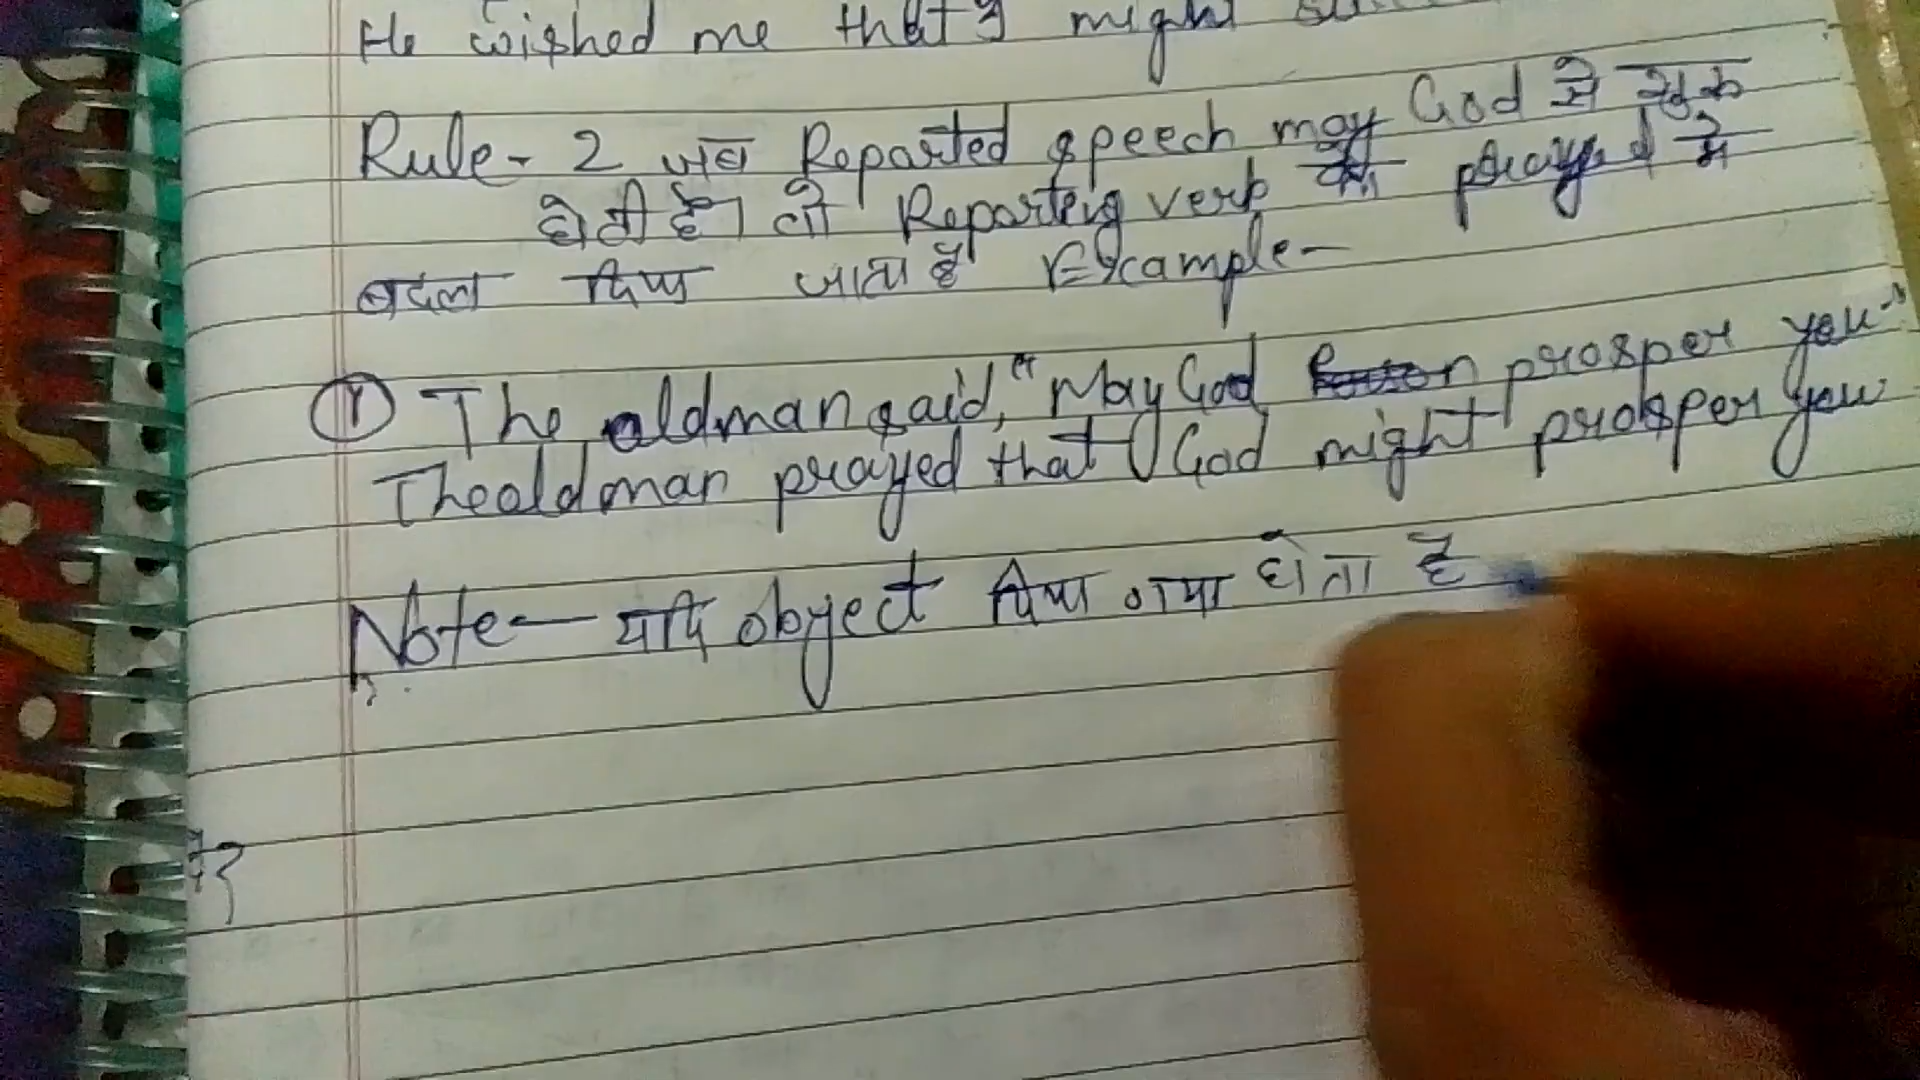 He wished me that I might
Rule - 2 जब Reported speech may God से शुरू
होती है। तो Reporting verb को prayed में
बदल दिया जाता है Example-
① The oldman said, "May God prosper you"
The oldman prayed that God might prosper you
Note - यदि object दिया गया होता है